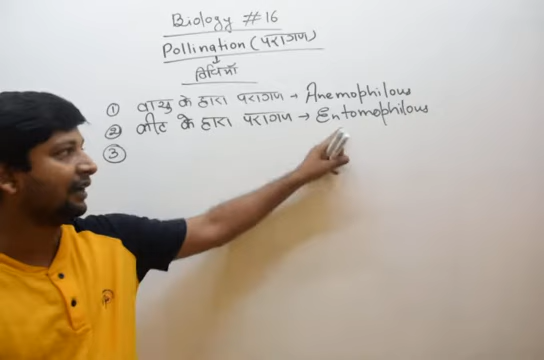 Biology #16
Pollination (परागण)
विधियाँ
① वायु के द्वारा परागण → Anemophilous
② कीट के द्वारा परागण → Entomophilous
③